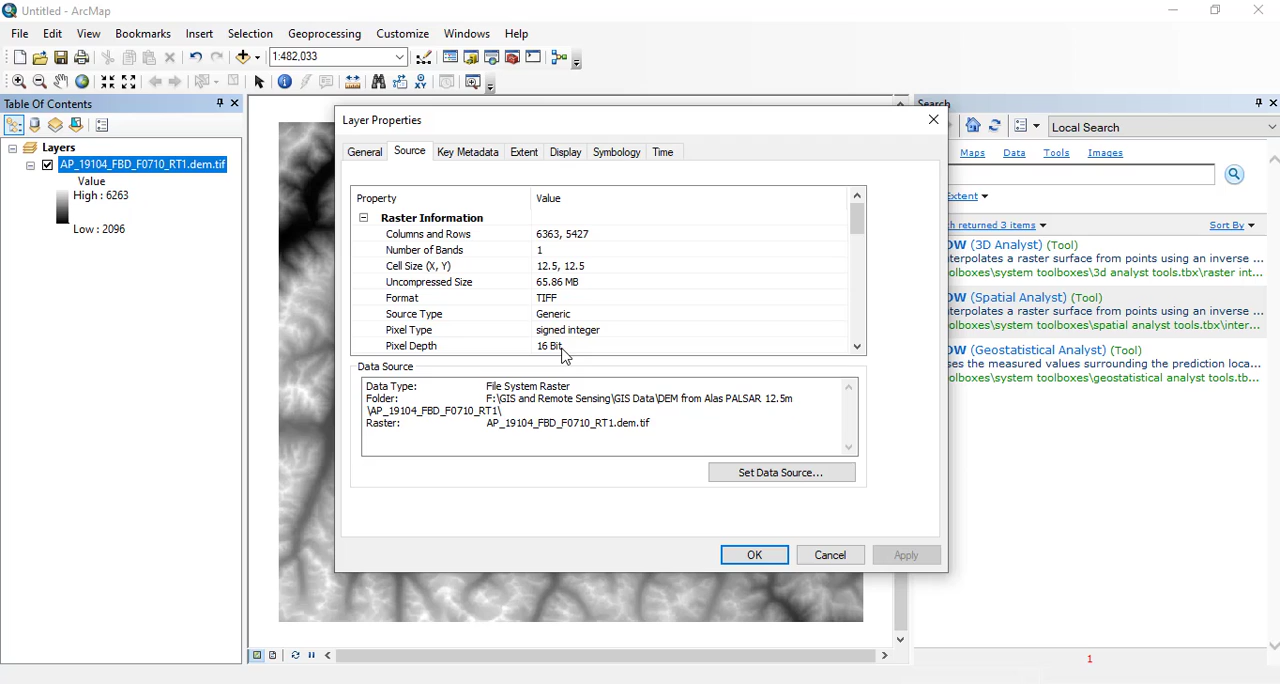 Untitled - ArcMap
File Edit View Bookmarks Insert Selection Geoprocessing Customize Windows Help
1:482,033
Table Of Contents
Layers
AP_19104_FBD_F0710_RT1.dem.tif
Value
High : 6263
Low : 2096
Layer Properties
General Source Key Metadata Extent Display Symbology Time
Property Value
Raster Information
Columns and Rows 6363, 5427
Number of Bands 1
Cell Size (X, Y) 12.5, 12.5
Uncompressed Size 65.86 MB
Format TIFF
Source Type Generic
Pixel Type signed integer
Pixel Depth 16 Bit
Data Source
Data Type: File System Raster
Folder: F:\GIS and Remote Sensing\GIS Data\DEM from Alas PALSAR 12.5m
\AP_19104_FBD_F0710_RT1\
Raster: AP_19104_FBD_F0710_RT1.dem.tif
Set Data Source...
OK Cancel Apply
Search
Local Search
Maps Data Tools Images
Extent
h returned 3 items Sort By
OW (3D Analyst) (Tool)
terpolates a raster surface from points using an inverse ...
olboxes\system toolboxes\3d analyst tools.tbx\raster int...
OW (Spatial Analyst) (Tool)
terpolates a raster surface from points using an inverse ...
olboxes\system toolboxes\spatial analyst tools.tbx\inter...
OW (Geostatistical Analyst) (Tool)
ses the measured values surrounding the prediction loca...
olboxes\system toolboxes\geostatistical analyst tools.tb...
1